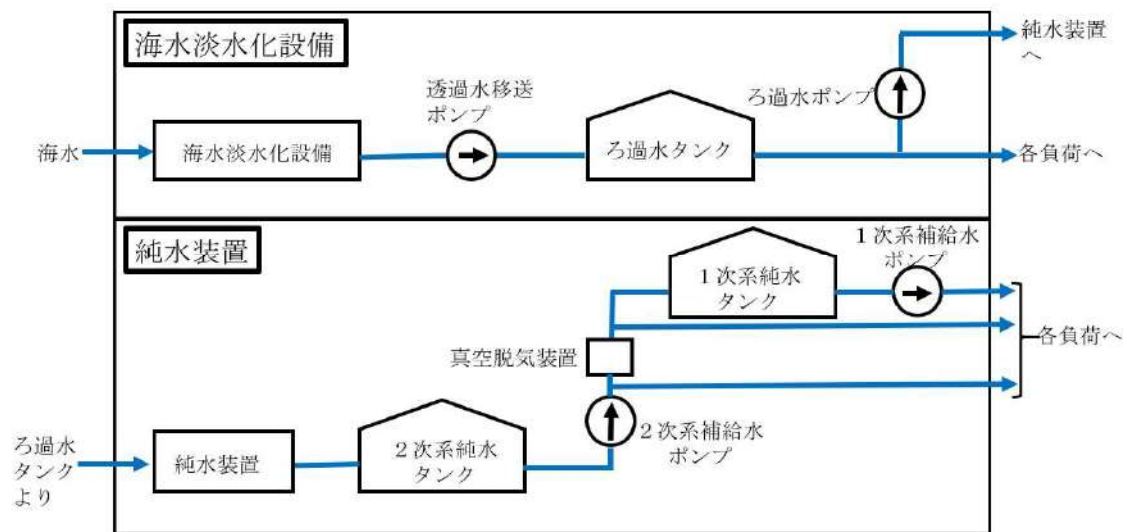 海水淡水化設備
純水装置
へ
透過水移送
ポンプ
ろ過水ポンプ
海水
海水淡水化設備
ろ過水タンク
各負荷へ
純水装置
1次系補給水
ポンプ
1次系純水
タンク
真空脱気装置
各負荷へ
ろ過水
タンク
より
純水装置
2次系純水
タンク
2次系補給水
ポンプ